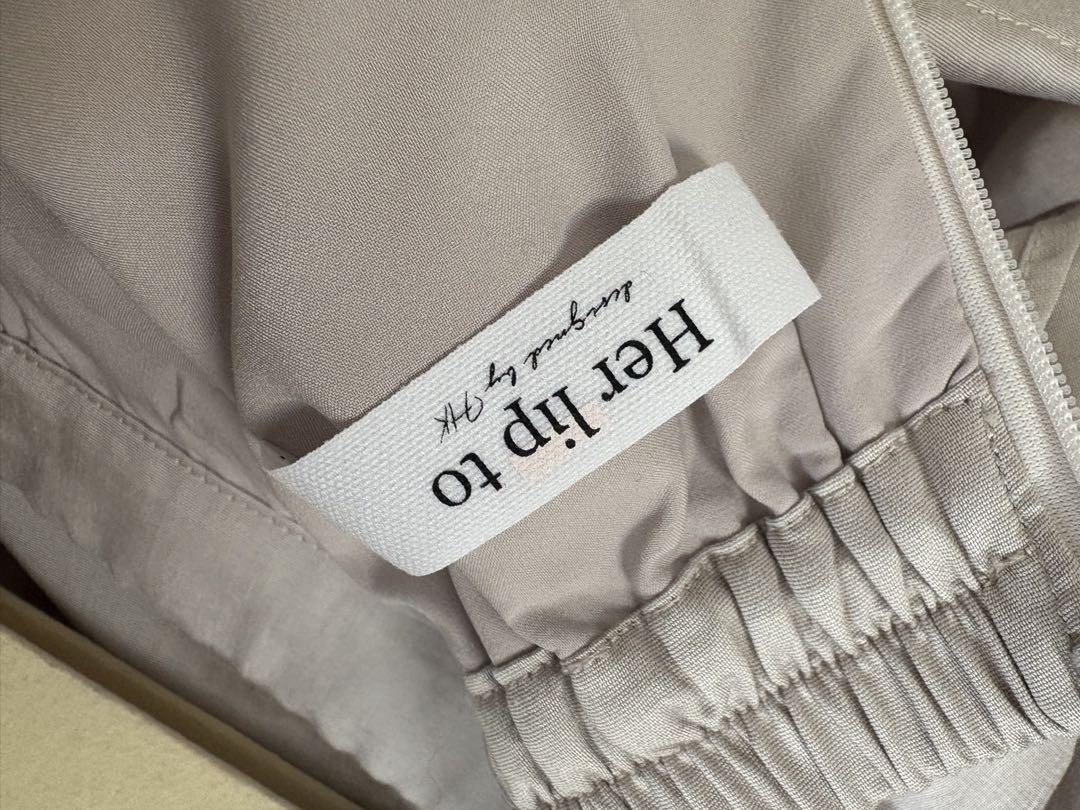 Her lip to
designed by HK